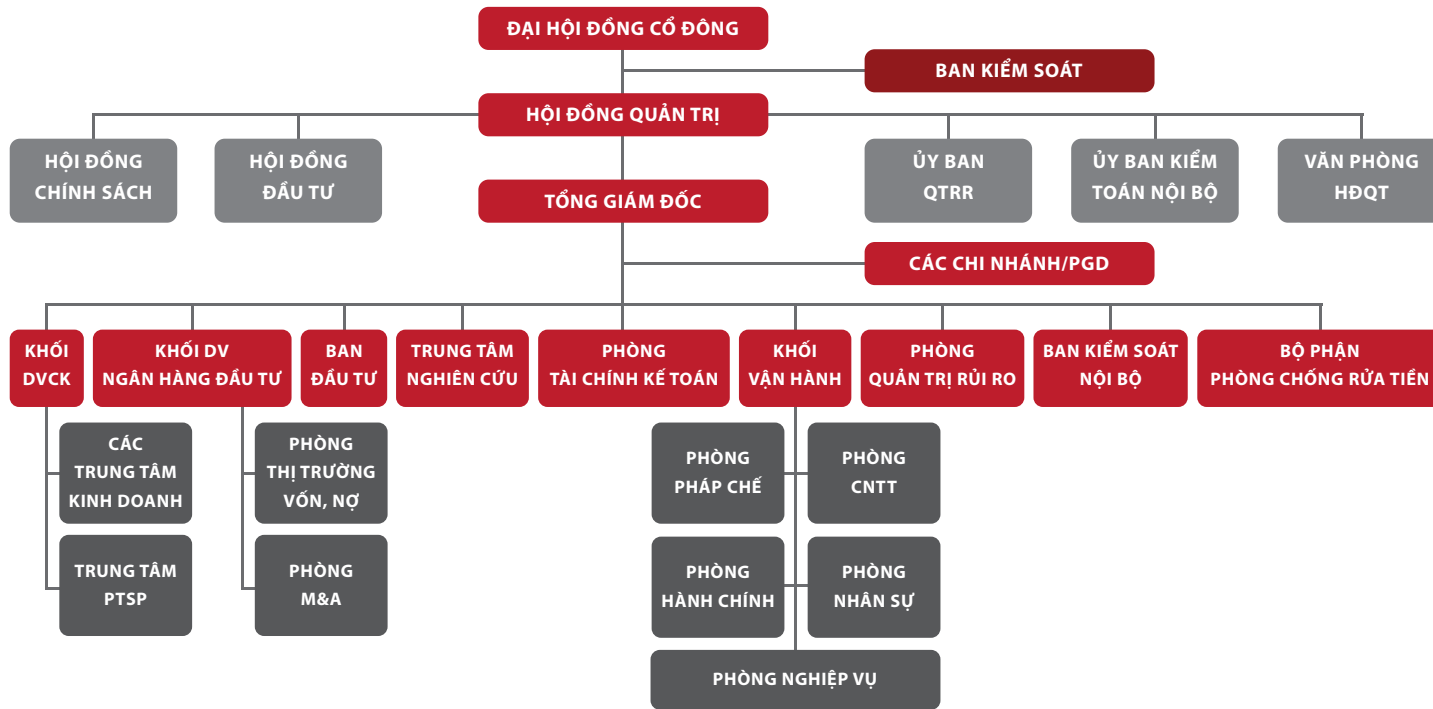 ĐẠI HỘI ĐỒNG CỔ ĐÔNG
BAN KIỂM SOÁT
HỘI ĐỒNG QUẢN TRỊ
HỘI ĐỒNG
CHÍNH SÁCH
HỘI ĐỒNG
ĐẦU TƯ
TỔNG GIÁM ĐỐC
ỦY BAN
QTRR
ỦY BAN KIỂM
TOÁN NỘI BỘ
VĂN PHÒNG
HĐQT
CÁC CHI NHÁNH/PGD
KHỐI
DVCK
KHỐI DV
NGÂN HÀNG ĐẦU TƯ
BAN
ĐẦU TƯ
TRUNG TÂM
NGHIÊN CỨU
PHÒNG
TÀI CHÍNH KẾ TOÁN
KHỐI
VẬN HÀNH
PHÒNG
QUẢN TRỊ RỦI RO
BAN KIỂM SOÁT
NỘI BỘ
BỘ PHẬN
PHÒNG CHỐNG RỬA TIỀN
CÁC
TRUNG TÂM
KINH DOANH
PHÒNG
THỊ TRƯỜNG
VỐN, NỢ
PHÒNG
PHÁP CHẾ
PHÒNG
CNTT
TRUNG TÂM
PTSP
PHÒNG
M&A
PHÒNG
HÀNH CHÍNH
PHÒNG
NHÂN SỰ
PHÒNG NGHIỆP VỤ